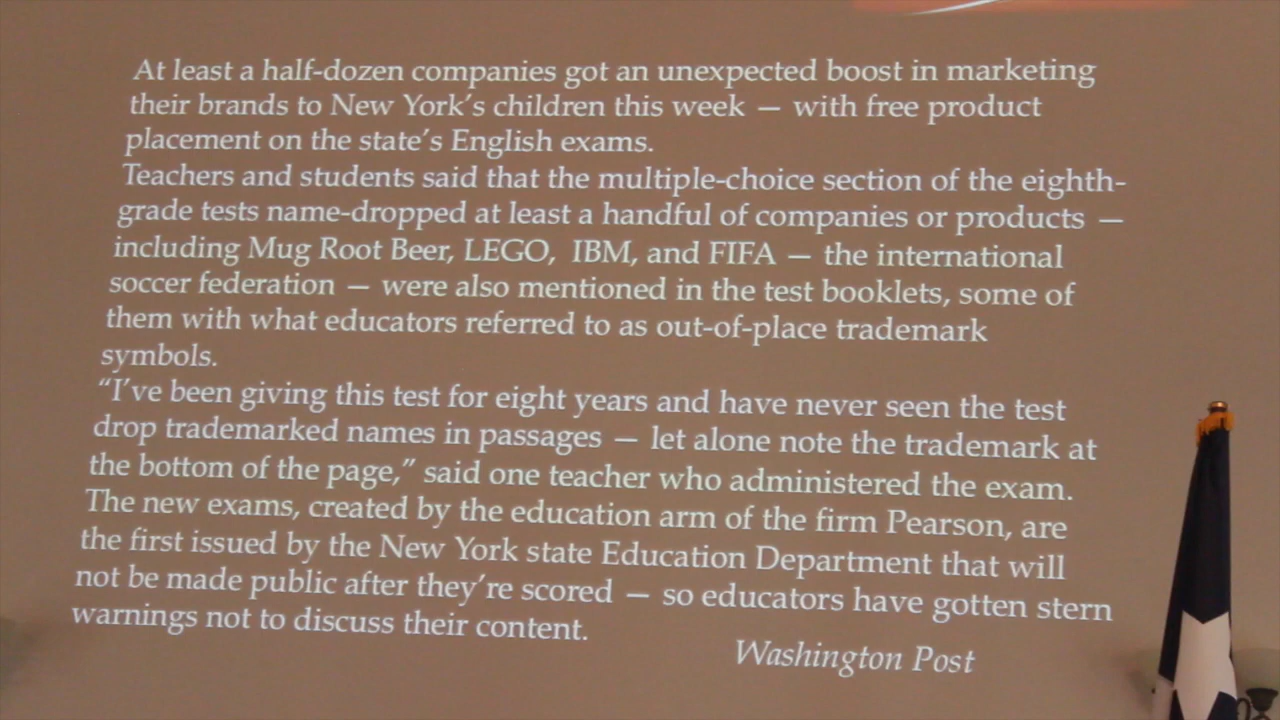 At least a half-dozen companies got an unexpected boost in marketing
their brands to New York’s children this week — with free product
placement on the state’s English exams.
Teachers and students said that the multiple-choice section of the eighth-
grade tests name-dropped at least a handful of companies or products —
including Mug Root Beer, LEGO, IBM, and FIFA — the international
soccer federation — were also mentioned in the test booklets, some of
them with what educators referred to as out-of-place trademark
symbols.
“I’ve been giving this test for eight years and have never seen the test
drop trademarked names in passages — let alone note the trademark at
the bottom of the page,” said one teacher who administered the exam.
The new exams, created by the education arm of the firm Pearson, are
the first issued by the New York state Education Department that will
not be made public after they’re scored — so educators have gotten stern
warnings not to discuss their content.
Washington Post